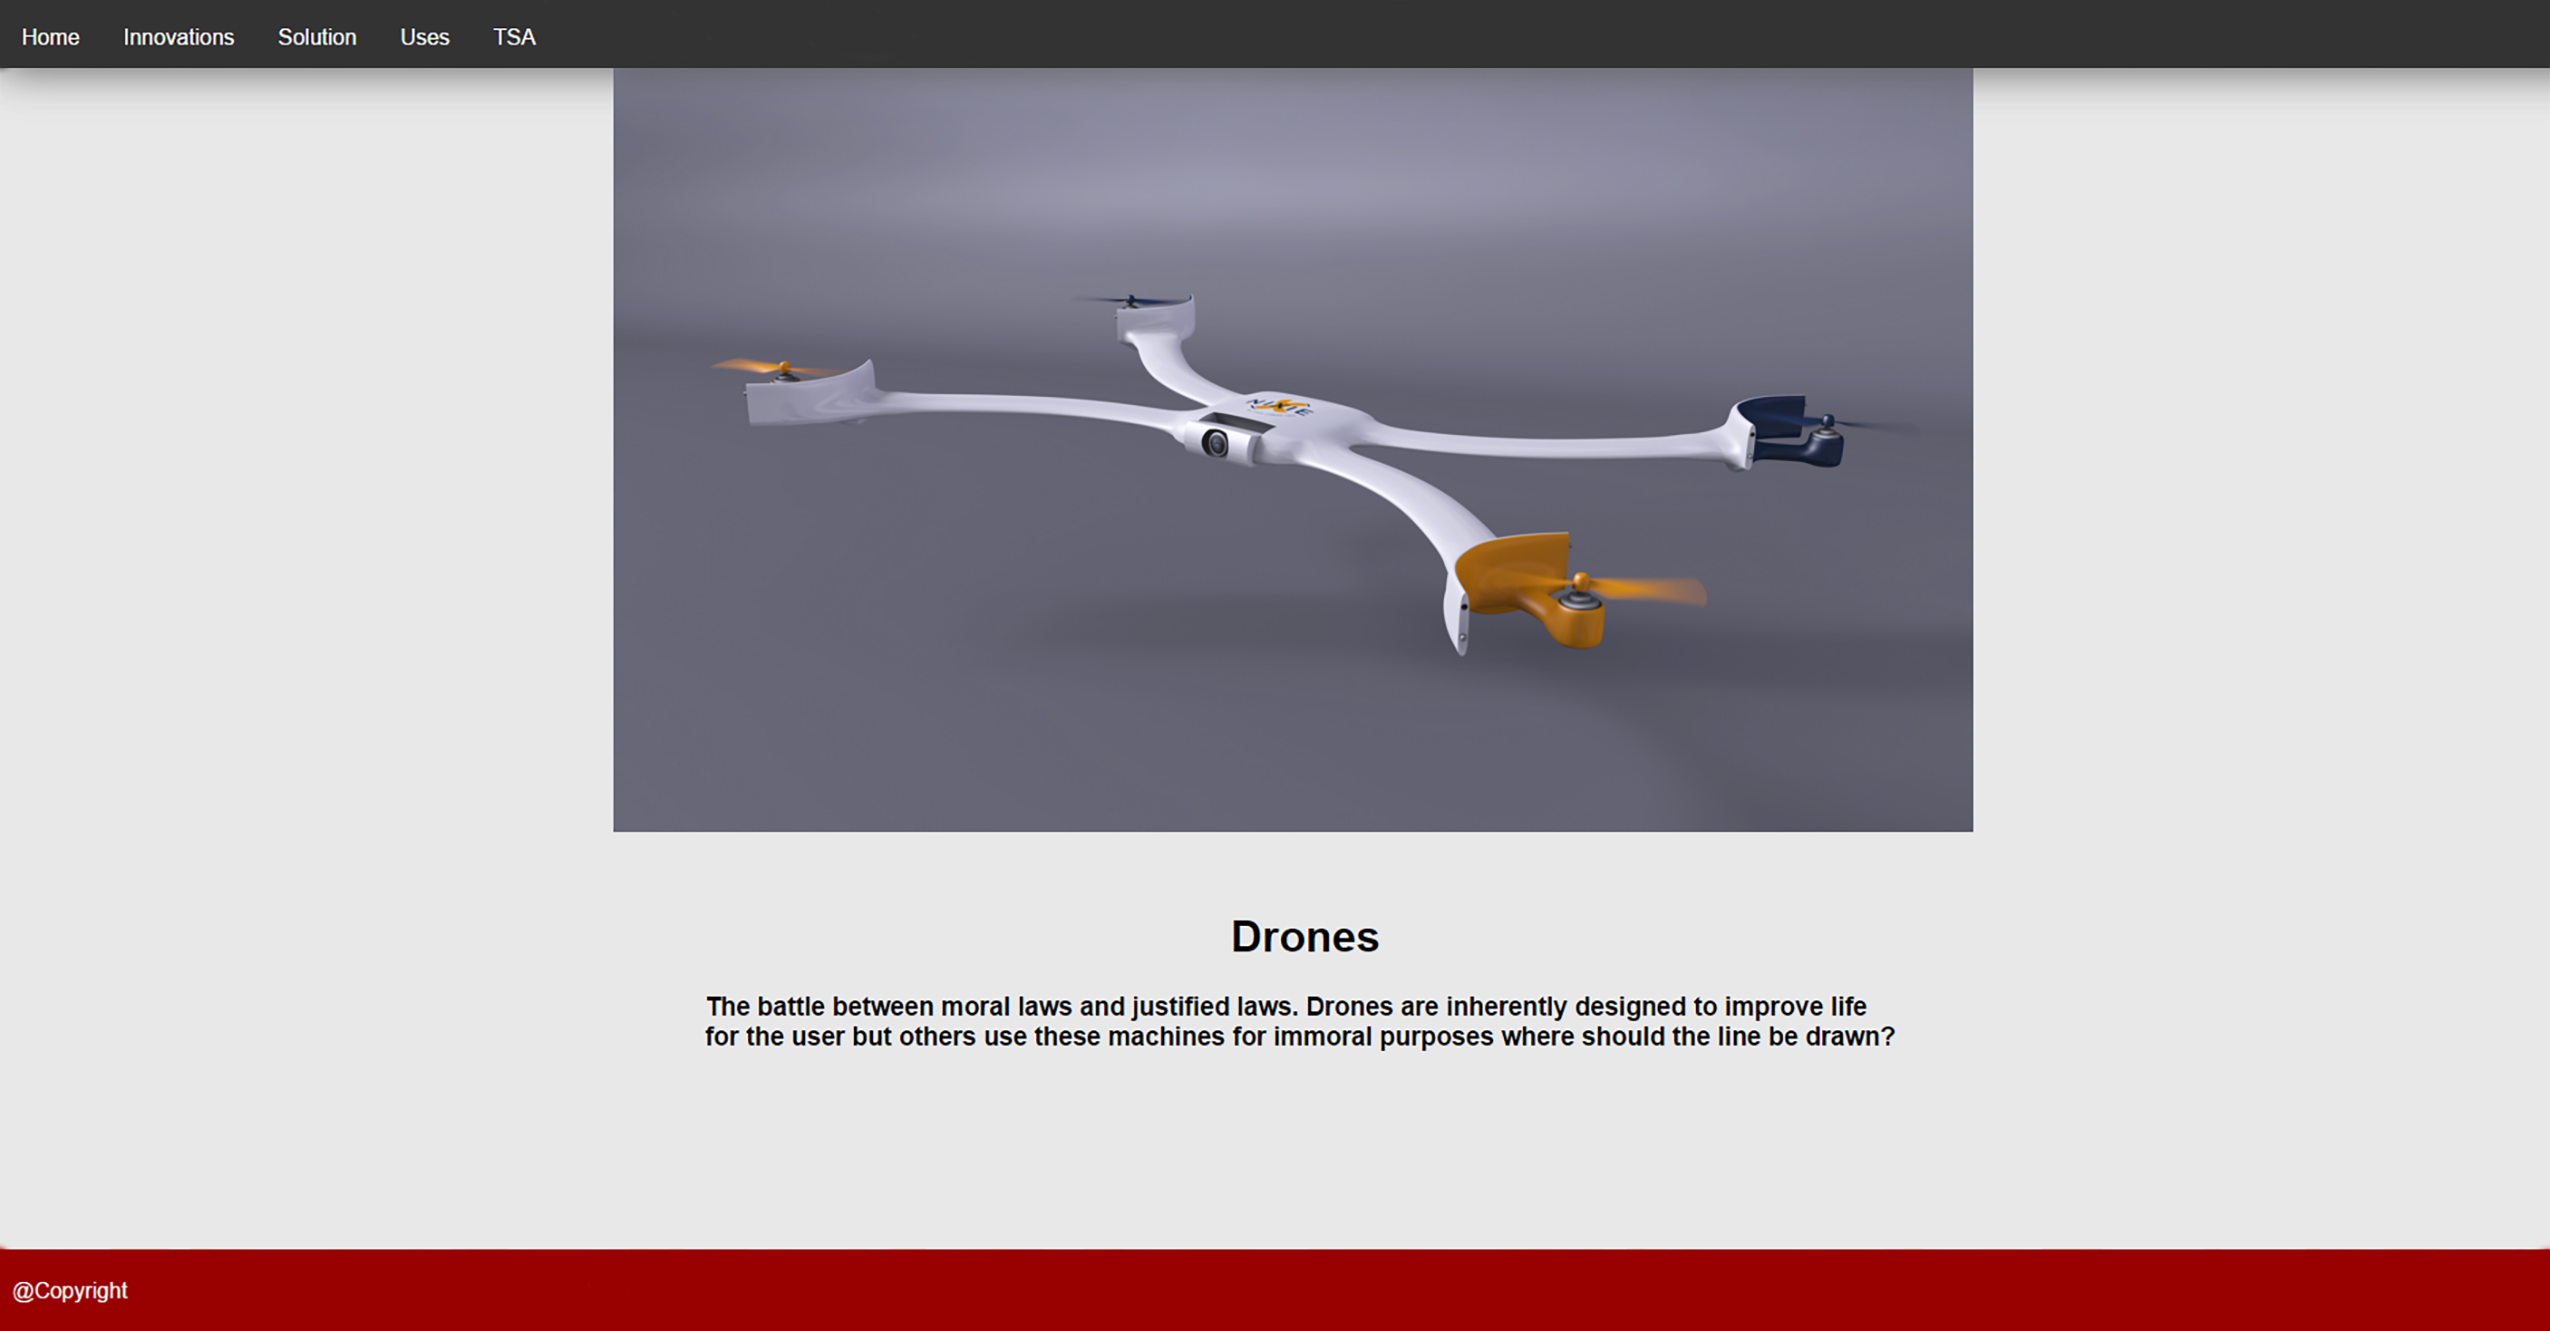 Home Innovations Solution Uses TSA
NIXIE
Drones
The battle between moral laws and justified laws. Drones are inherently designed to improve life
for the user but others use these machines for immoral purposes where should the line be drawn?
@Copyright